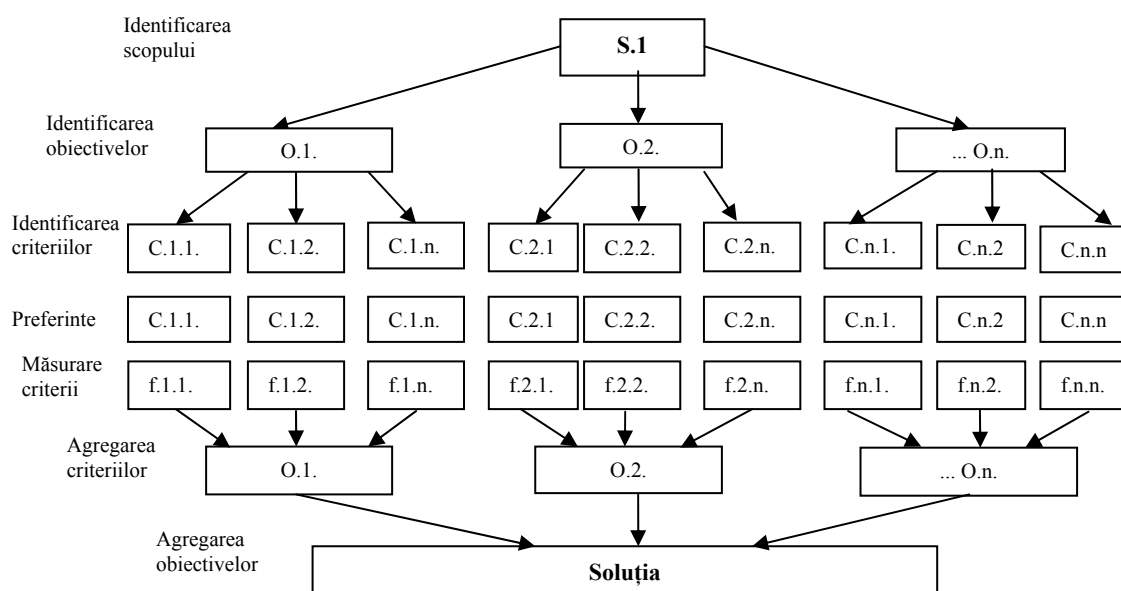 Identificarea
scopului
S.1
Identificarea
obiectivelor
O.1.
O.2.
... O.n.
Identificarea
criteriilor
C.1.1.
C.1.2.
C.1.n.
C.2.1
C.2.2.
C.2.n.
C.n.1.
C.n.2
C.n.n
Preferinte
C.1.1.
C.1.2.
C.1.n.
C.2.1
C.2.2.
C.2.n.
C.n.1.
C.n.2
C.n.n
Măsurare
criterii
f.1.1.
f.1.2.
f.1.n.
f.2.1.
f.2.2.
f.2.n.
f.n.1.
f.n.2.
f.n.n.
Agregarea
criteriilor
O.1.
O.2.
... O.n.
Agregarea
obiectivelor
Soluția